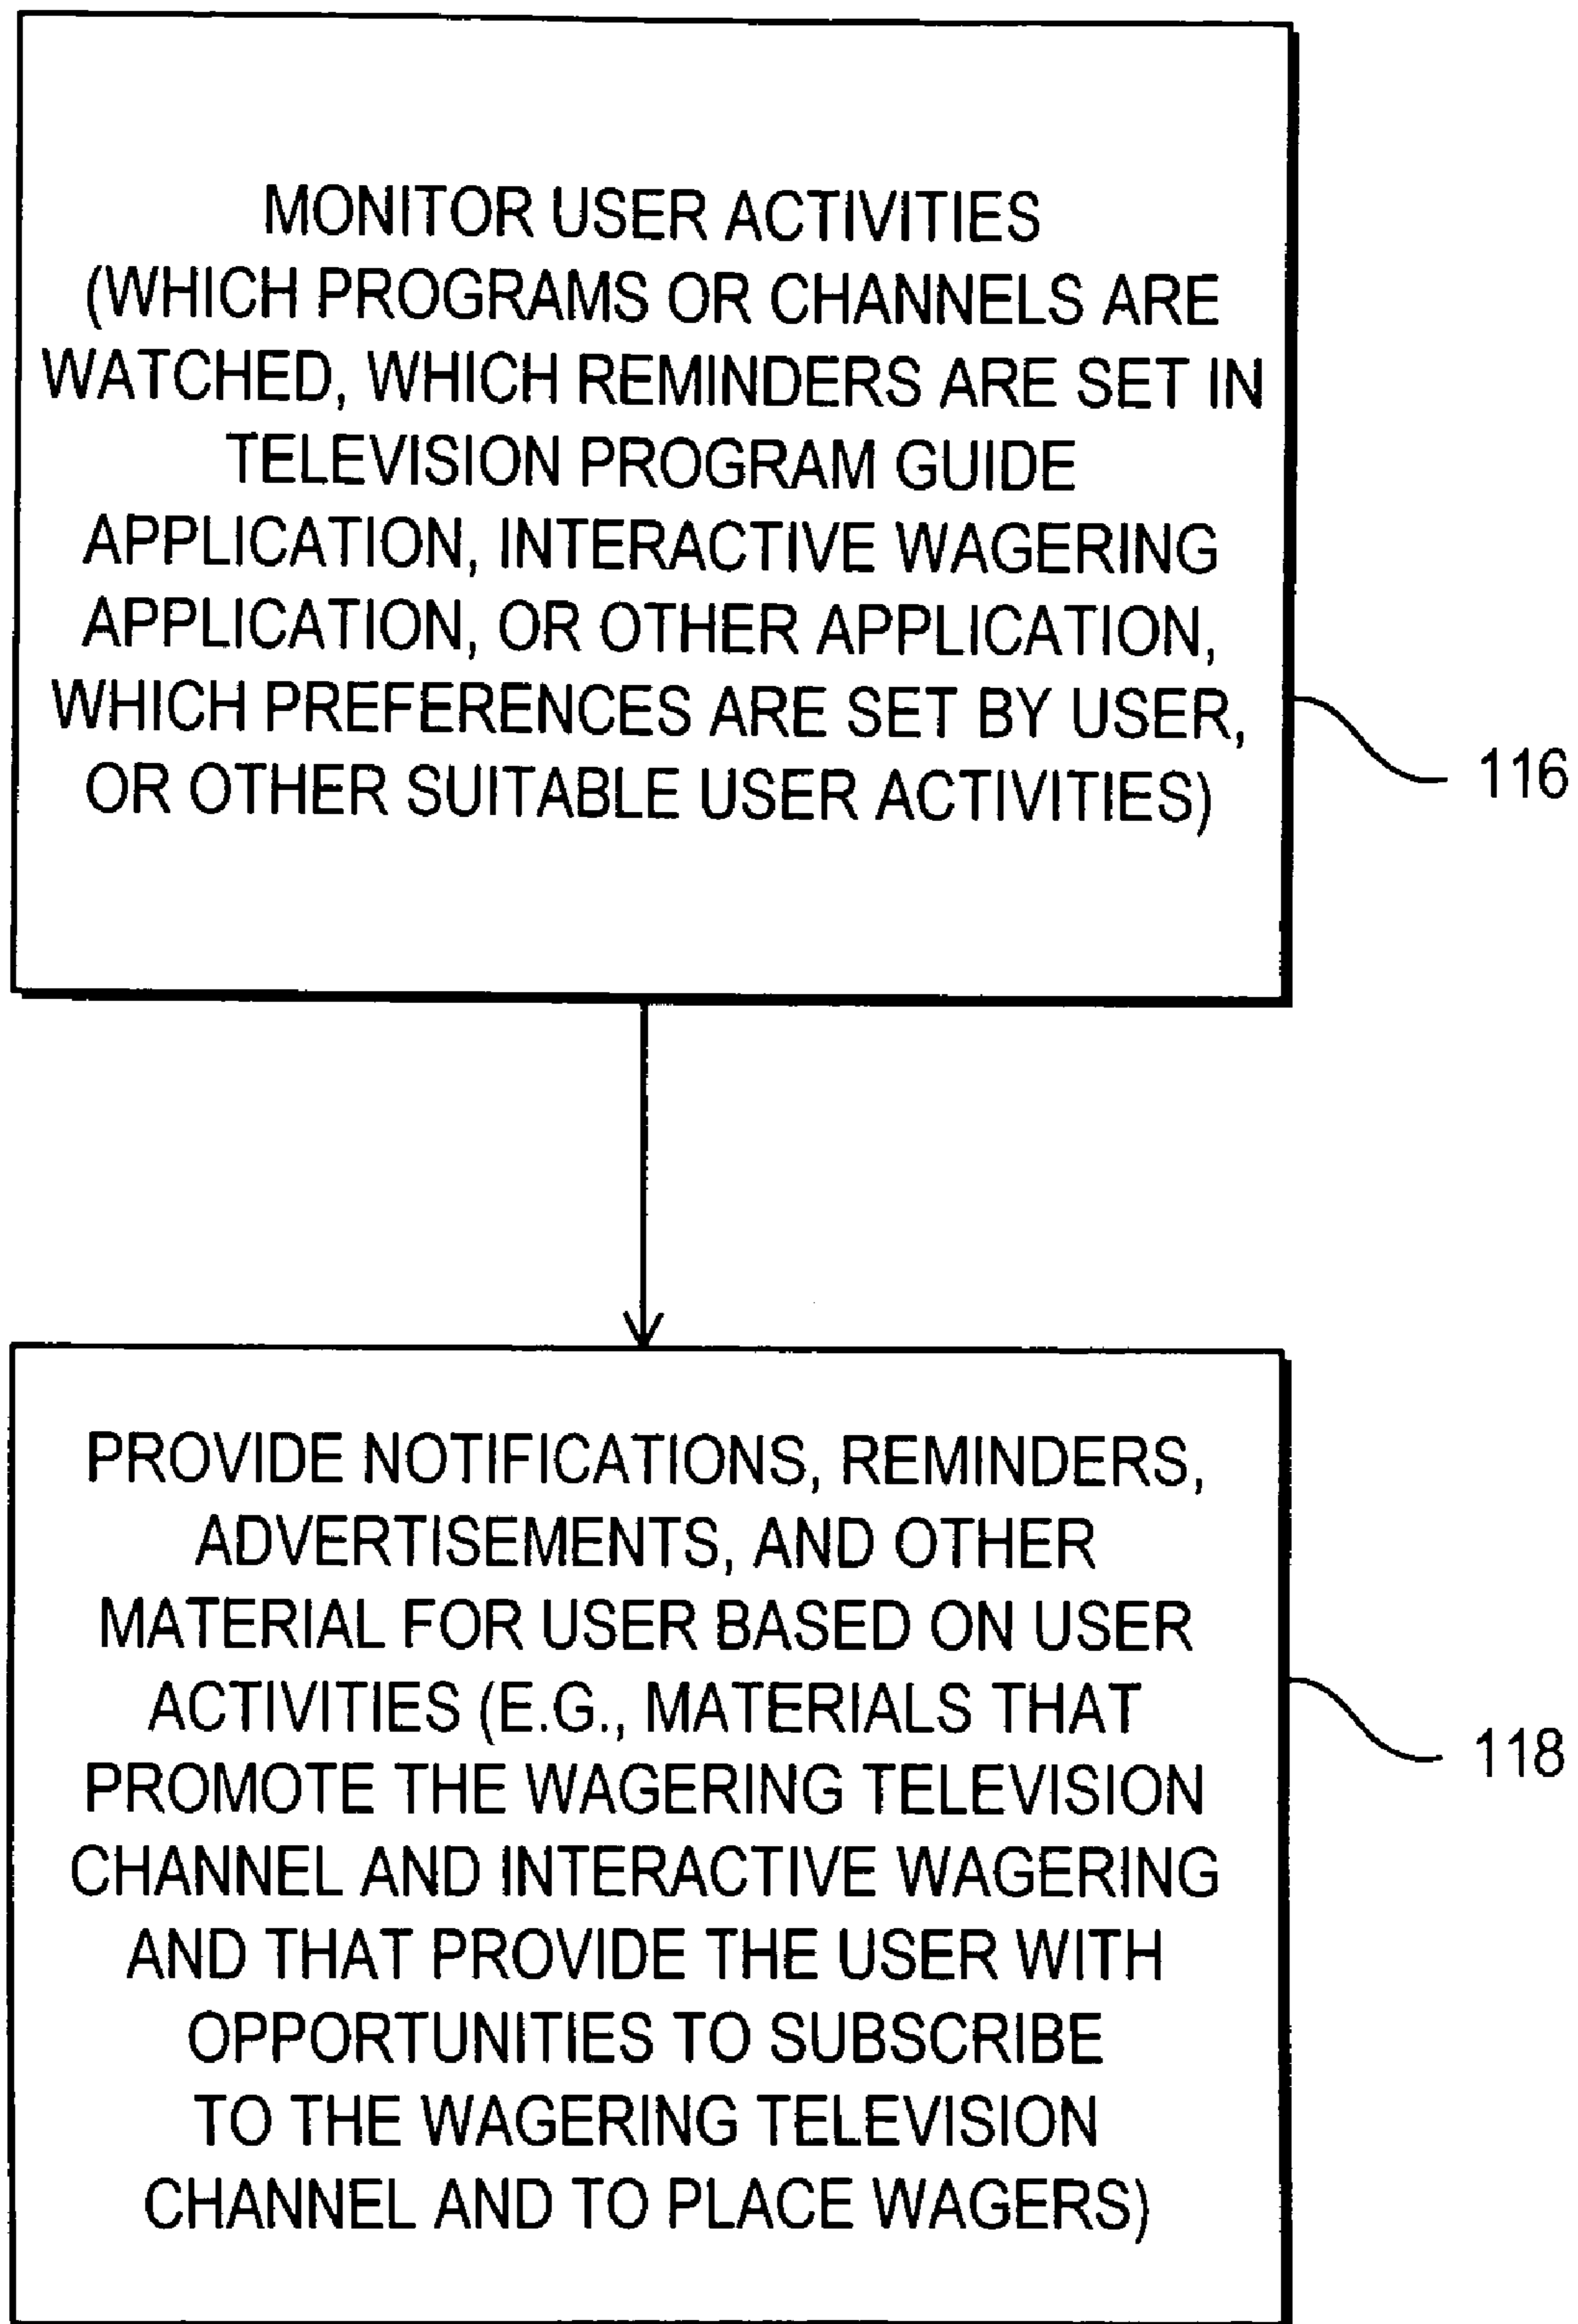 MONITOR USER ACTIVITIES
(WHICH PROGRAMS OR CHANNELS ARE
WATCHED, WHICH REMINDERS ARE SET IN
TELEVISION PROGRAM GUIDE
APPLICATION, INTERACTIVE WAGERING
APPLICATION, OR OTHER APPLICATION,
WHICH PREFERENCES ARE SET BY USER,
OR OTHER SUITABLE USER ACTIVITIES)
116
PROVIDE NOTIFICATIONS, REMINDERS,
ADVERTISEMENTS, AND OTHER
MATERIAL FOR USER BASED ON USER
ACTIVITIES (E.G., MATERIALS THAT
PROMOTE THE WAGERING TELEVISION
CHANNEL AND INTERACTIVE WAGERING
AND THAT PROVIDE THE USER WITH
OPPORTUNITIES TO SUBSCRIBE
TO THE WAGERING TELEVISION
CHANNEL AND TO PLACE WAGERS)
118